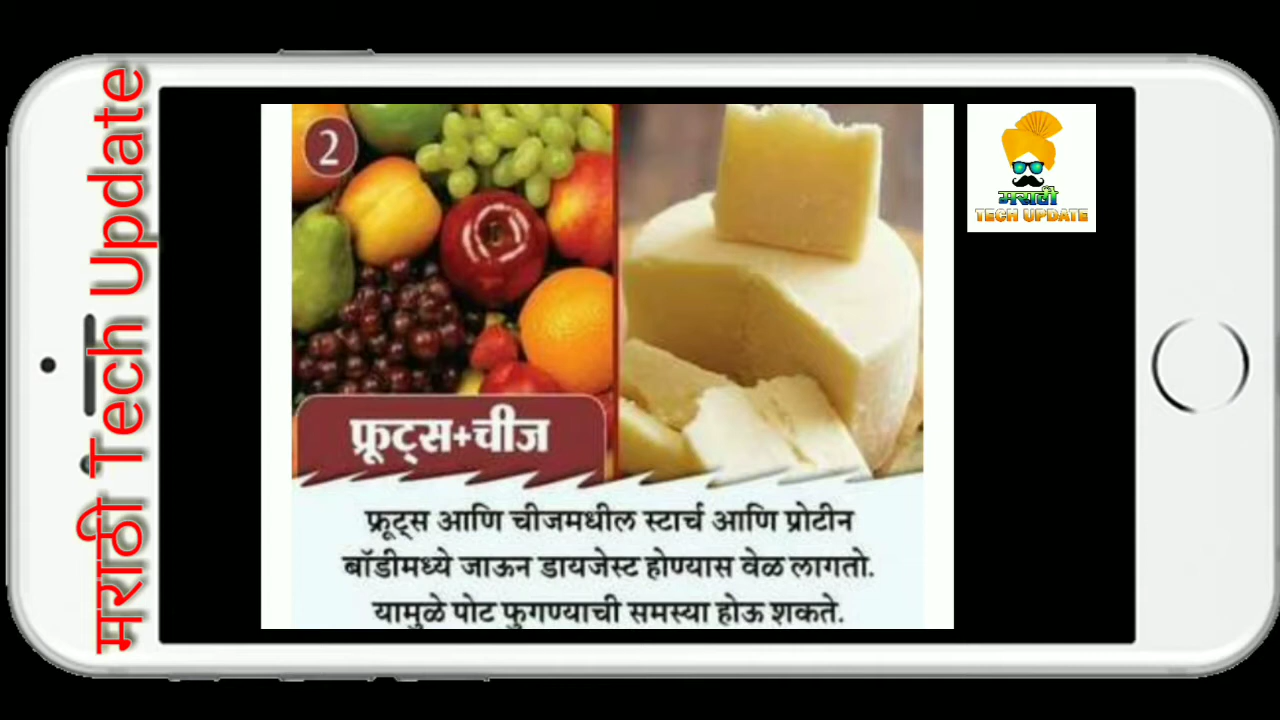 मराठी Tech Update
2
फ्रूट्स+चीज
फ्रूट्स आणि चीजमधील स्टार्च आणि प्रोटीन
बॉडीमध्ये जाऊन डायजेस्ट होण्यास वेळ लागतो.
यामुळे पोट फुगण्याची समस्या होऊ शकते.
मराठी
TECH UPDATE